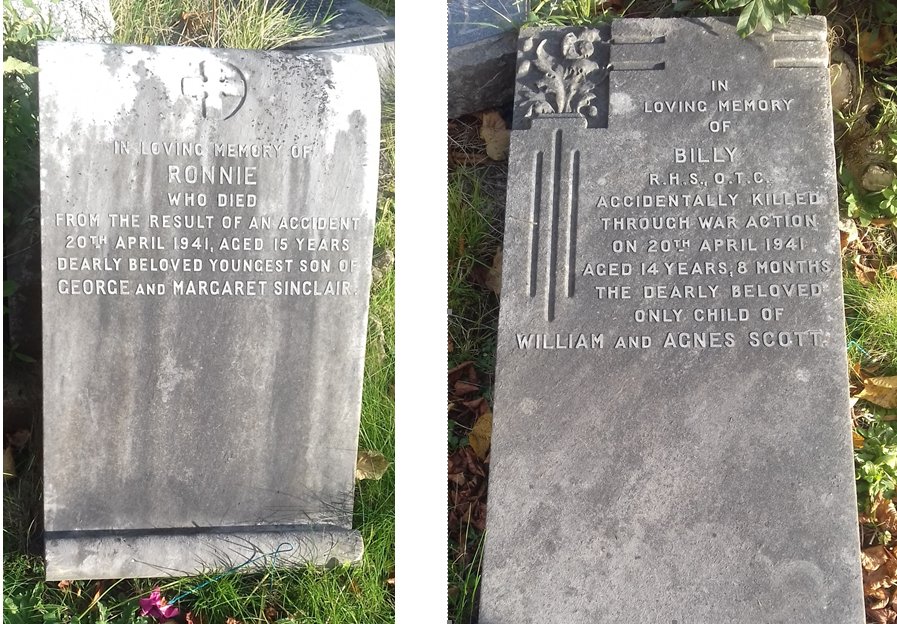 IN LOVING MEMORY OF
RONNIE
WHO DIED
FROM THE RESULT OF AN ACCIDENT
20TH APRIL 1941, AGED 15 YEARS
DEARLY BELOVED YOUNGEST SON OF
GEORGE AND MARGARET SINCLAIR.
IN
LOVING MEMORY
OF
BILLY
R.H.S., O.T.C.
ACCIDENTALLY KILLED
THROUGH WAR ACTION
ON 20TH APRIL 1941
AGED 14 YEARS, 8 MONTHS
THE DEARLY BELOVED
ONLY CHILD OF
WILLIAM AND AGNES SCOTT.